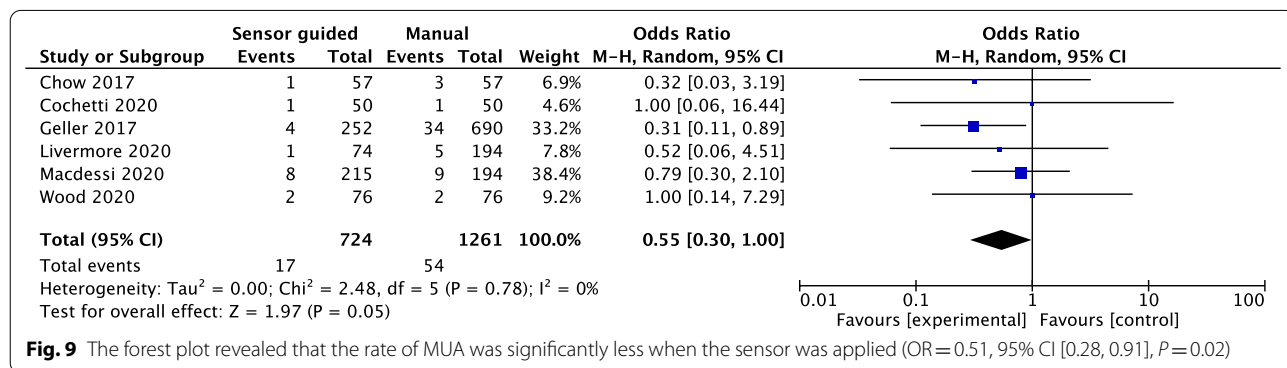 Sensor guided Manual Odds Ratio Odds Ratio
Study or Subgroup Events Total Events Total Weight M-H, Random, 95% CI M-H, Random, 95% CI
Chow 2017 1 57 3 57 6.9% 0.32 [0.03, 3.19]
Cochetti 2020 1 50 1 50 4.6% 1.00 [0.06, 16.44]
Geller 2017 4 252 34 690 33.2% 0.31 [0.11, 0.89]
Livermore 2020 1 74 5 194 7.8% 0.52 [0.06, 4.51]
Macdessi 2020 8 215 9 194 38.4% 0.79 [0.30, 2.10]
Wood 2020 2 76 2 76 9.2% 1.00 [0.14, 7.29]
Total (95% CI) 724 1261 100.0% 0.55 [0.30, 1.00]
Total events 17 54
Heterogeneity: Tau² = 0.00; Chi² = 2.48, df = 5 (P = 0.78); I² = 0%
Test for overall effect: Z = 1.97 (P = 0.05)
0.01 0.1 1 10 100
Favours [experimental] Favours [control]
Fig. 9 The forest plot revealed that the rate of MUA was significantly less when the sensor was applied (OR = 0.51, 95% CI [0.28, 0.91], P = 0.02)